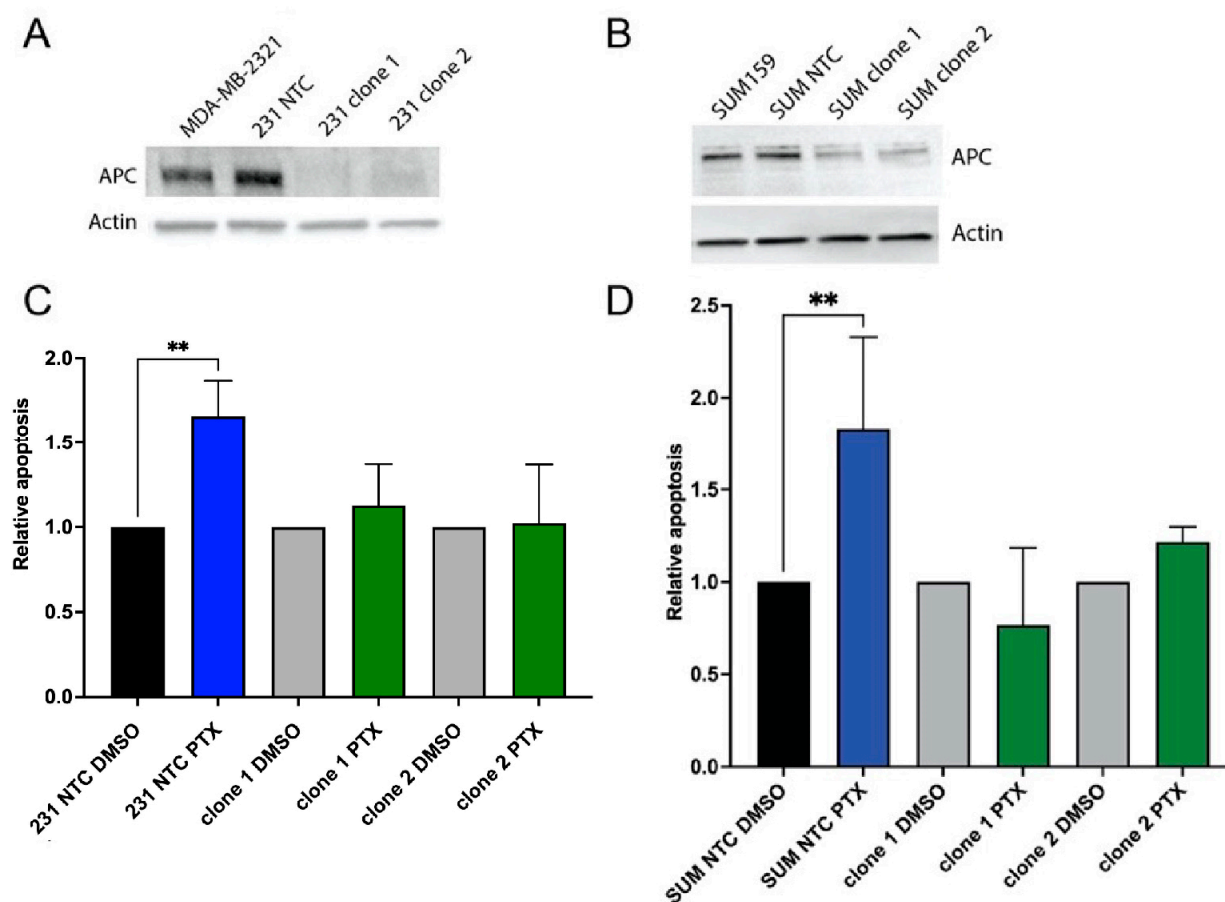 A
MDA-MB-2321
231 NTC
231 clone 1
231 clone 2
APC
Actin
B
SUM159
SUM NTC
SUM clone 1
SUM clone 2
APC
Actin
C
**
Relative apoptosis
2.0
1.5
1.0
0.5
0.0
231 NTC DMSO
231 NTC PTX
clone 1 DMSO
clone 1 PTX
clone 2 DMSO
clone 2 PTX
D
**
Relative apoptosis
2.5
2.0
1.5
1.0
0.5
0.0
SUM NTC DMSO
SUM NTC PTX
clone 1 DMSO
clone 1 PTX
clone 2 DMSO
clone 2 PTX